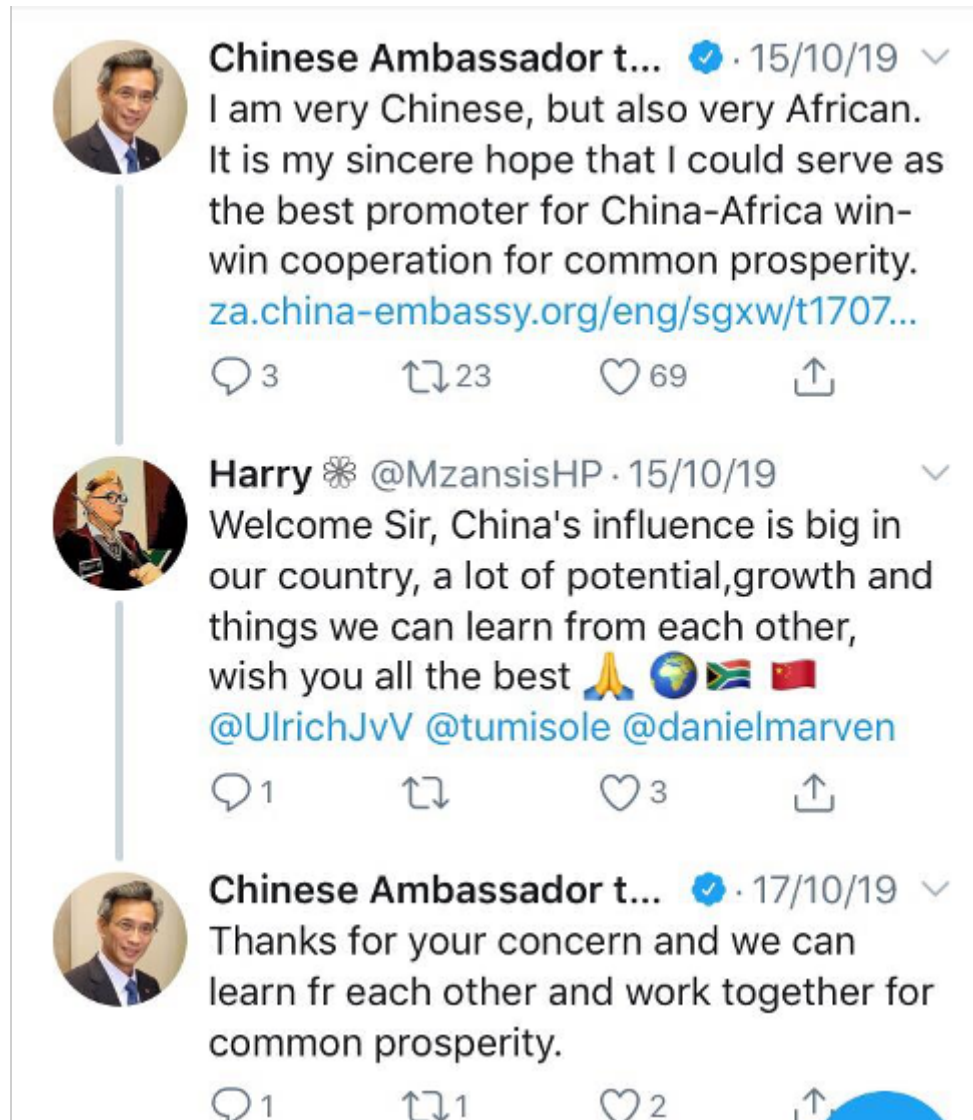 Chinese Ambassador t... · 15/10/19
I am very Chinese, but also very African.
It is my sincere hope that I could serve as
the best promoter for China-Africa win-
win cooperation for common prosperity.
za.china-embassy.org/eng/sgxw/t1707...
3 23 69
Harry @MzansisHP · 15/10/19
Welcome Sir, China's influence is big in
our country, a lot of potential,growth and
things we can learn from each other,
wish you all the best 🙏 🌍🇿🇦 🇨🇳
@UlrichJvV @tumisole @danielmarven
1 3
Chinese Ambassador t... · 17/10/19
Thanks for your concern and we can
learn fr each other and work together for
common prosperity.
1 1 2